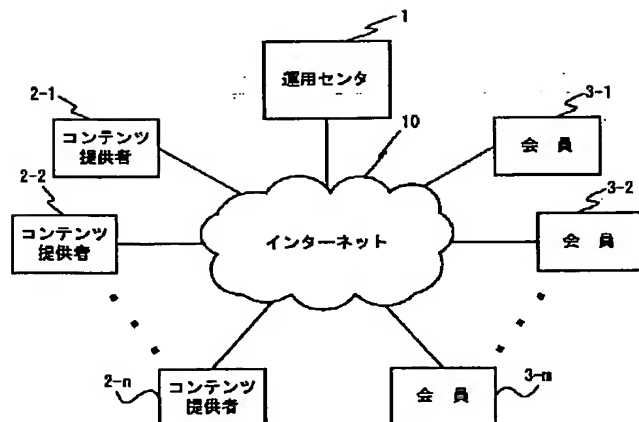 1
運用センタ
2-1
コンテンツ
提供者
10
3-1
会 員
2-2
コンテンツ
提供者
インターネット
3-2
会 員
2-n
コンテンツ
提供者
会 員
3-m